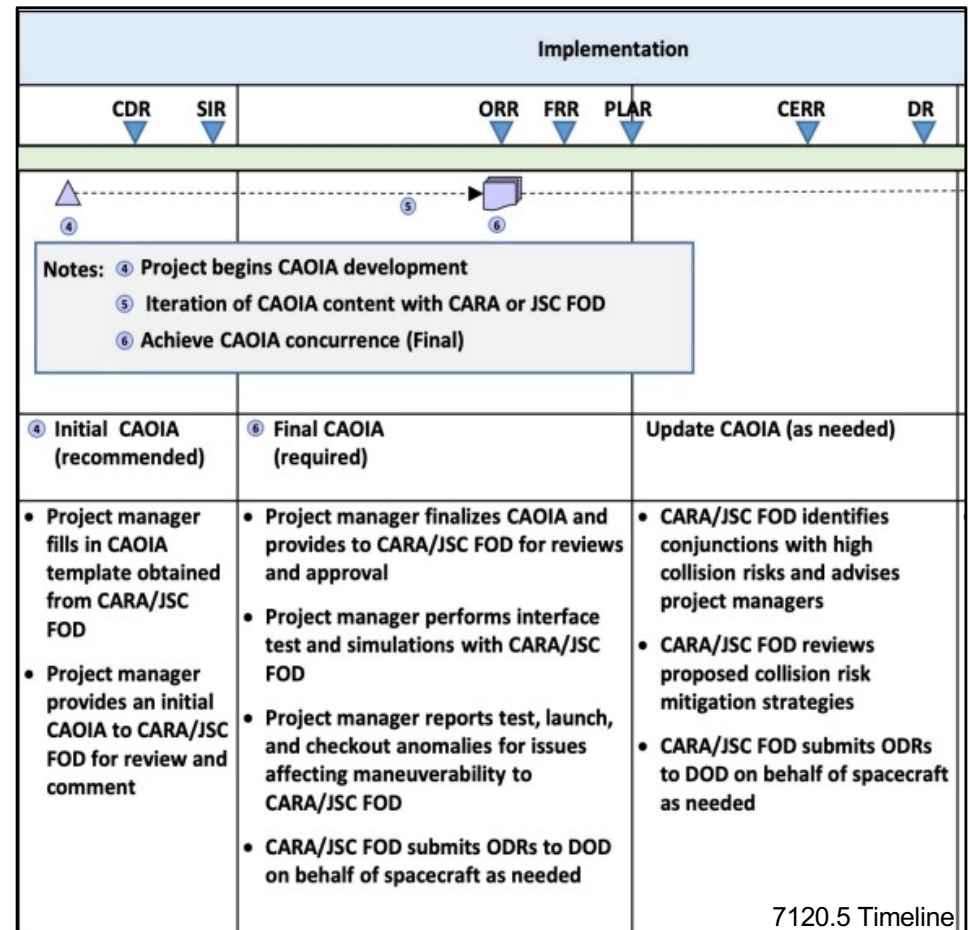 Implementation
CDR SIR ORR FRR PLAR CERR DR
④ ⑤ ⑥
Notes: ④ Project begins CAOIA development
⑤ Iteration of CAOIA content with CARA or JSC FOD
⑥ Achieve CAOIA concurrence (Final)
④ Initial CAOIA
(recommended)
⑥ Final CAOIA
(required)
Update CAOIA (as needed)
• Project manager
fills in CAOIA
template obtained
from CARA/JSC
FOD
• Project manager
provides an initial
CAOIA to CARA/JSC
FOD for review and
comment
• Project manager finalizes CAOIA and
provides to CARA/JSC FOD for reviews
and approval
• Project manager performs interface
test and simulations with CARA/JSC
FOD
• Project manager reports test, launch,
and checkout anomalies for issues
affecting maneuverability to
CARA/JSC FOD
• CARA/JSC FOD submits ODRs to DOD
on behalf of spacecraft as needed
• CARA/JSC FOD identifies
conjunctions with high
collision risks and advises
project managers
• CARA/JSC FOD reviews
proposed collision risk
mitigation strategies
• CARA/JSC FOD submits ODRs
to DOD on behalf of spacecraft
as needed
7120.5 Timeline